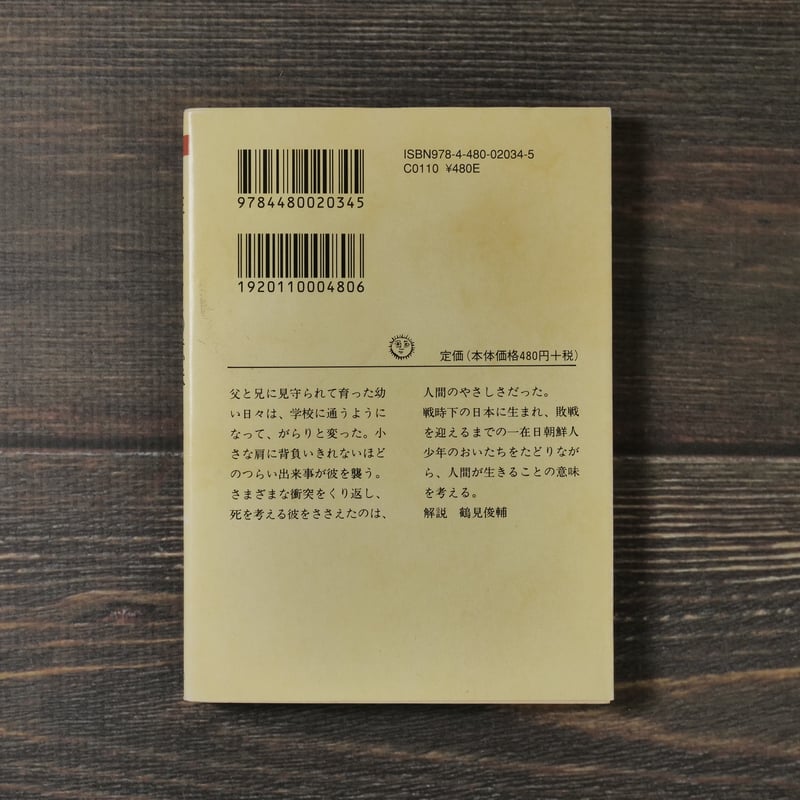 9784480020345
ISBN978-4-480-02034-5
C0110 ¥480E
1920110004806
定価(本体価格480円+税)
父と兄に見守られて育った幼
い日々は、学校に通うように
なって、がらりと変った。小
さな肩に背負いきれないほど
のつらい出来事が彼を襲う。
さまざまな衝突をくり返し、
死を考える彼をささえたのは、
人間のやさしさだった。
戦時下の日本に生まれ、敗戦
を迎えるまでの一在日朝鮮人
少年のおいたちをたどりなが
ら、人間が生きることの意味
を考える。
解説 鶴見俊輔